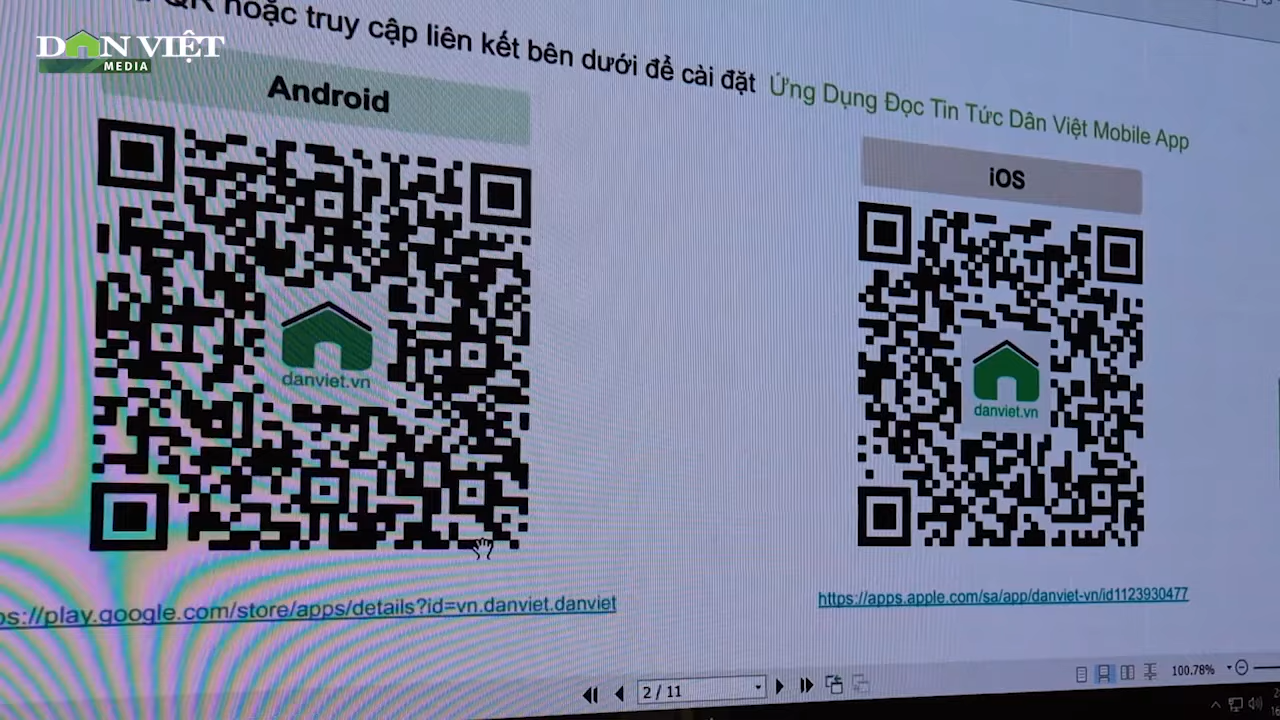 DÂN VIỆT
MEDIA
QR hoặc truy cập liên kết bên dưới để cài đặt Ứng Dụng Đọc Tin Tức Dân Việt Mobile App
Android
iOS
danviet.vn
danviet.vn
ps://play.google.com/store/apps/details?id=vn.danviet.danviet
https://apps.apple.com/sa/app/danviet-vn/id1123930477
2 / 11
100.78%